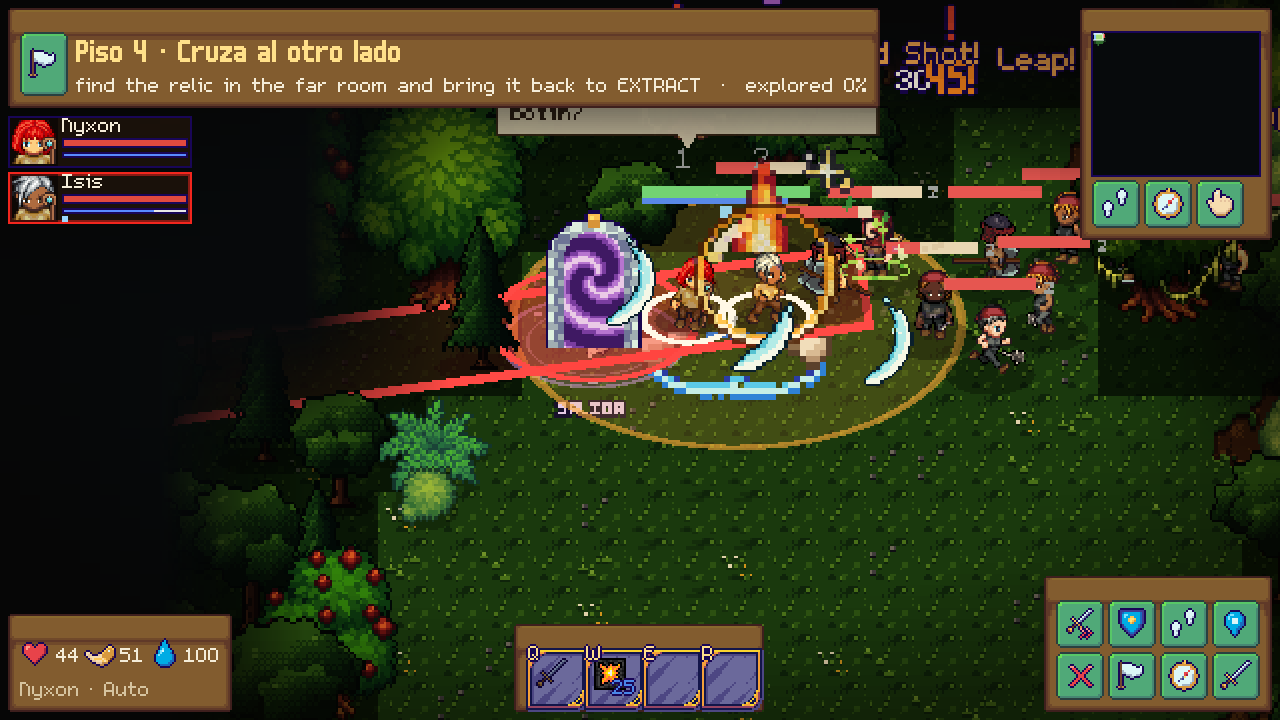 Piso 4 · Cruza al otro lado
find the relic in the far room and bring it back to EXTRACT · explored 0%
Shot!
Leap!
45!
Nyxon
Isis
1
2
2
44 51 100
Nyxon · Auto
Q W E R
25